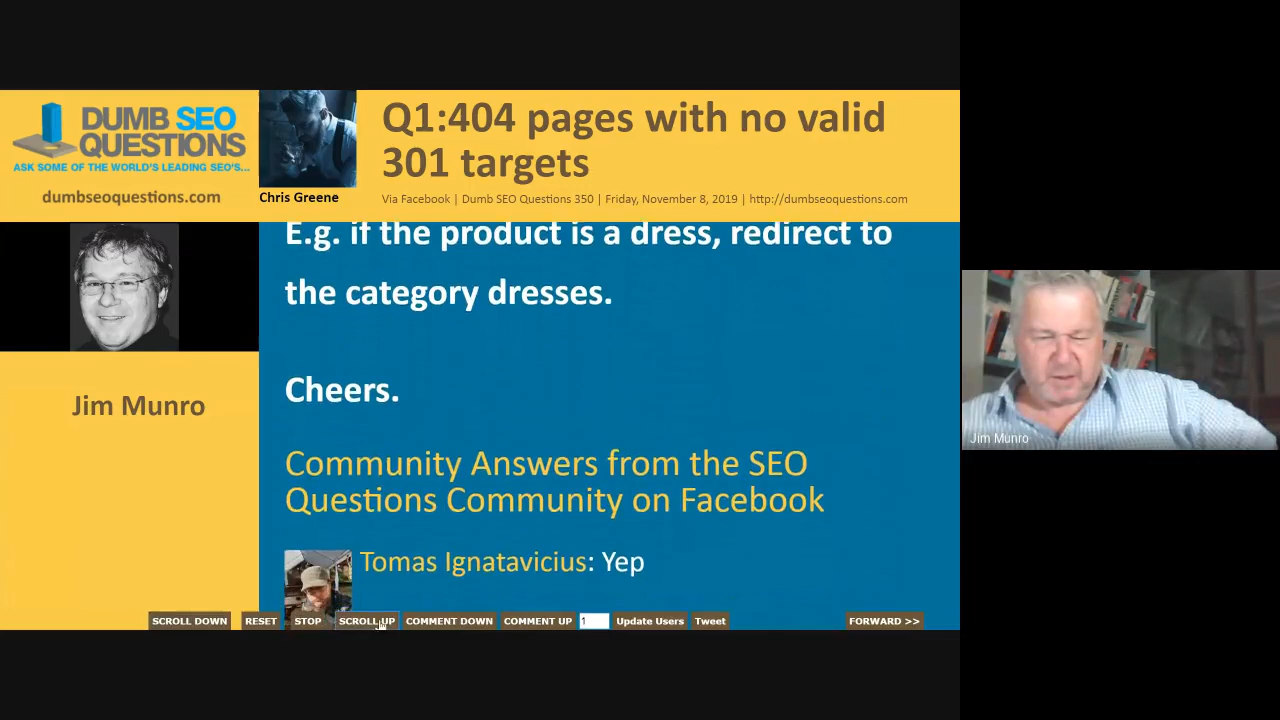 DUMB SEO
QUESTIONS
ASK SOME OF THE WORLD'S LEADING SEO'S...
dumbseoquestions.com
Chris Greene
Q1:404 pages with no valid
301 targets
Via Facebook | Dumb SEO Questions 350 | Friday, November 8, 2019 | http://dumbseoquestions.com
Jim Munro
E.g. if the product is a dress, redirect to
the category dresses.
Cheers.
Community Answers from the SEO
Questions Community on Facebook
Tomas Ignatavicius: Yep
SCROLL DOWN RESET STOP SCROLL UP COMMENT DOWN COMMENT UP 1 Update Users Tweet FORWARD >>
Jim Munro